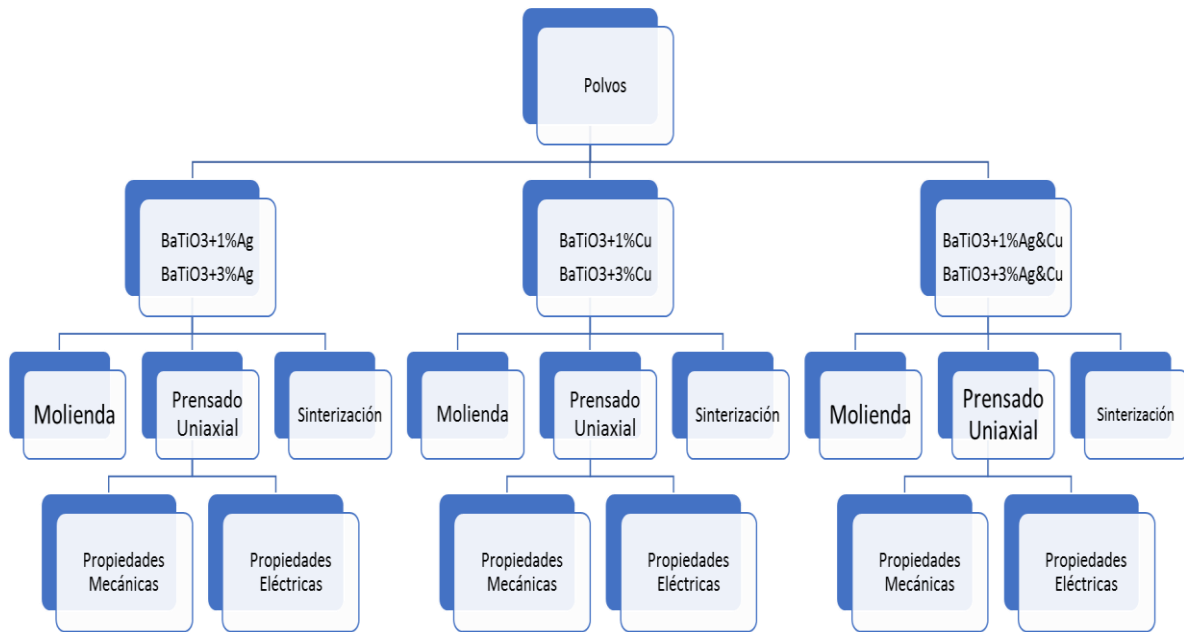 Polvos
BaTiO3+1%Ag
BaTiO3+3%Ag
BaTiO3+1%Cu
BaTiO3+3%Cu
BaTiO3+1%Ag&Cu
BaTiO3+3%Ag&Cu
Molienda
Prensado
Uniaxial
Sinterización
Molienda
Prensado
Uniaxial
Sinterización
Molienda
Prensado
Uniaxial
Sinterización
Propiedades
Mecánicas
Propiedades
Eléctricas
Propiedades
Mecánicas
Propiedades
Eléctricas
Propiedades
Mecánicas
Propiedades
Eléctricas